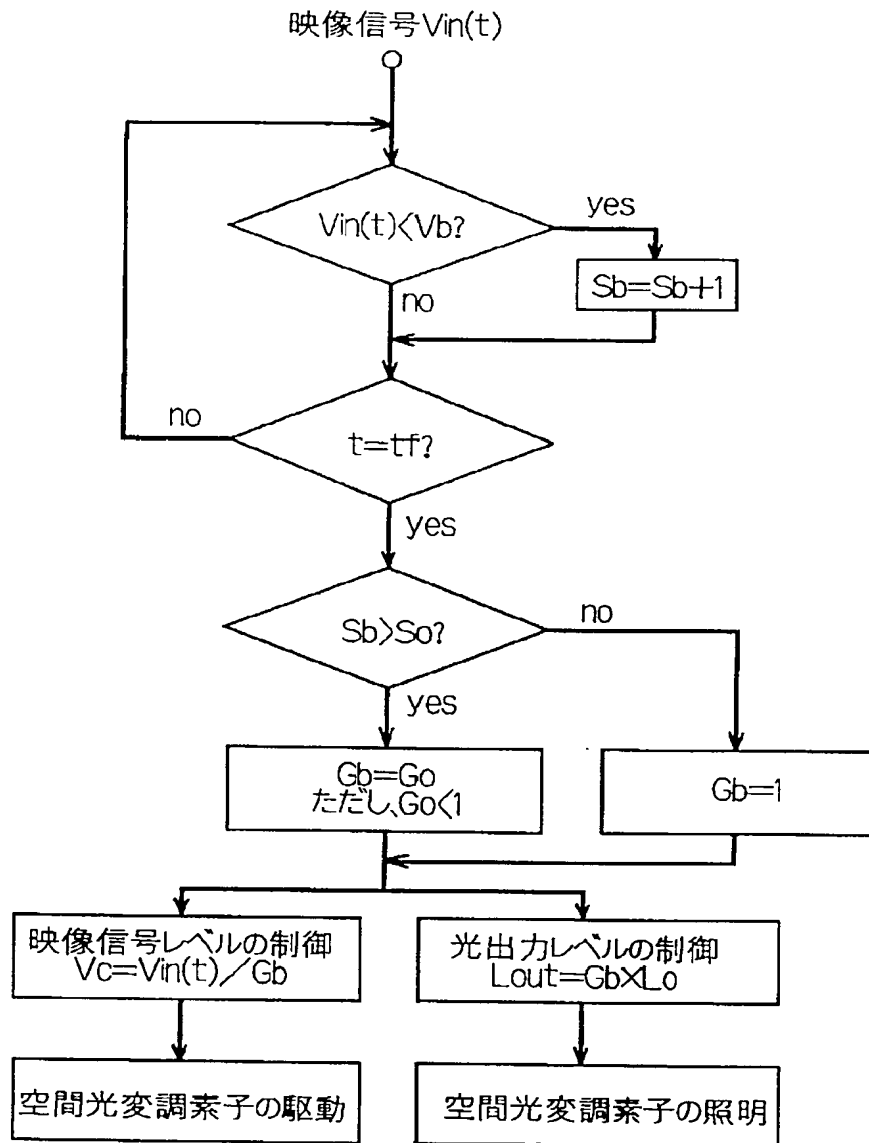 映像信号Vin(t)
Vin(t)<Vb?
yes
Sb=Sb+1
no
no
t=tf?
yes
Sb>So?
no
yes
Gb=Go
ただし、Go<1
Gb=1
映像信号レベルの制御
Vc=Vin(t)/Gb
光出力レベルの制御
Lout=Gb×Lo
空間光変調素子の駆動
空間光変調素子の照明